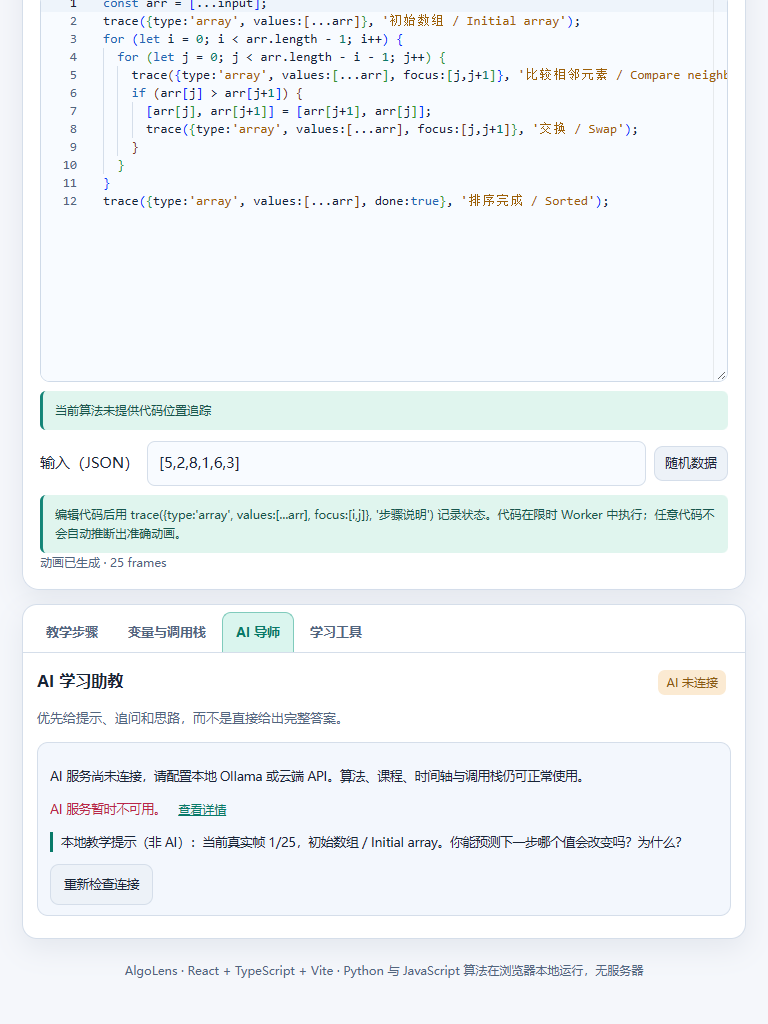 1 const arr = [...input];
2 trace({type:'array', values:[...arr]}, '初始数组 / Initial array');
3 for (let i = 0; i < arr.length - 1; i++) {
4 for (let j = 0; j < arr.length - i - 1; j++) {
5 trace({type:'array', values:[...arr], focus:[j,j+1]}, '比较相邻元素 / Compare neighb
6 if (arr[j] > arr[j+1]) {
7 [arr[j], arr[j+1]] = [arr[j+1], arr[j]];
8 trace({type:'array', values:[...arr], focus:[j,j+1]}, '交换 / Swap');
9 }
10 }
11 }
12 trace({type:'array', values:[...arr], done:true}, '排序完成 / Sorted');
当前算法未提供代码位置追踪
输入（JSON） [5,2,8,1,6,3] 随机数据
编辑代码后用 trace({type:'array', values:[...arr], focus:[i,j]}, '步骤说明') 记录状态。代码在限时 Worker 中执行；任意代码不
会自动推断出准确动画。
动画已生成 · 25 frames
教学步骤 变量与调用栈 AI 导师 学习工具
AI 学习助教 AI 未连接
优先给提示、追问和思路，而不是直接给出完整答案。
AI 服务尚未连接，请配置本地 Ollama 或云端 API。算法、课程、时间轴与调用栈仍可正常使用。
AI 服务暂时不可用。 查看详情
本地教学提示（非 AI）：当前真实帧 1/25，初始数组 / Initial array。你能预测下一步哪个值会改变吗？为什么？
重新检查连接
AlgoLens · React + TypeScript + Vite · Python 与 JavaScript 算法在浏览器本地运行，无服务器